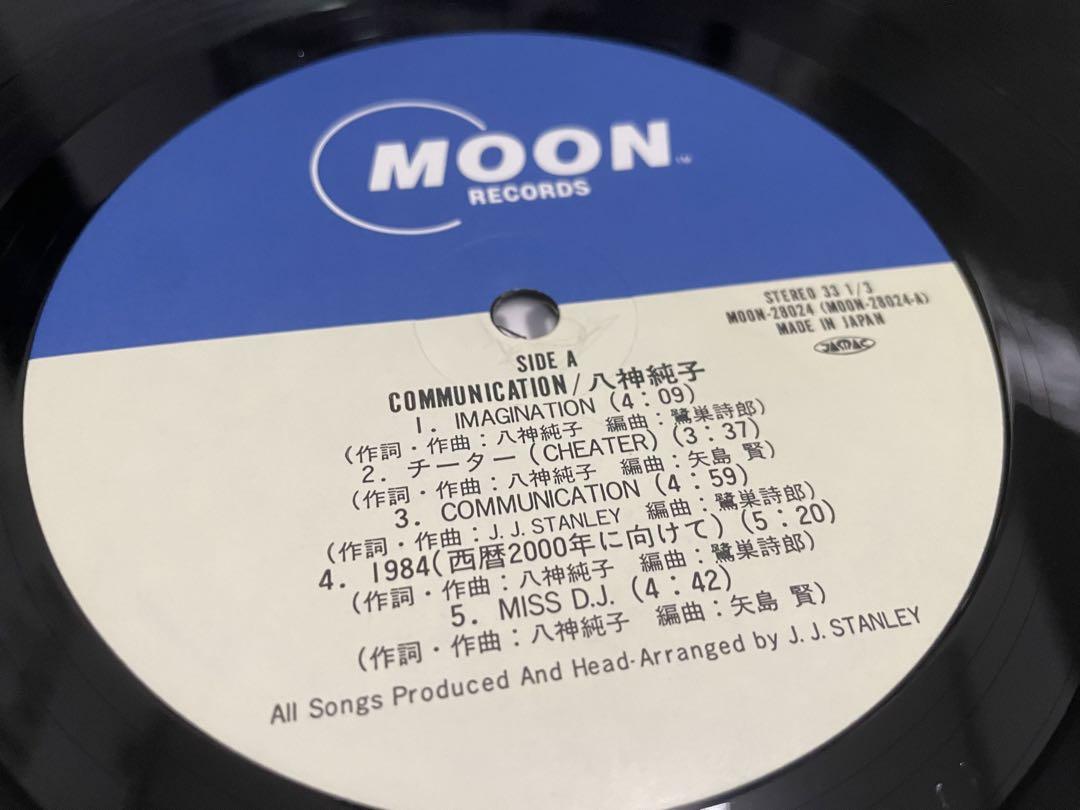 MOON ™
RECORDS
STEREO 33 1/3
MOON-28024 (MOON-28024-A)
MADE IN JAPAN
JASRAC
SIDE A
COMMUNICATION/八神純子
1. IMAGINATION (4:09)
(作詞・作曲:八神純子 編曲:鷺巣詩郎)
2. チーター(CHEATER) (3:37)
(作詞・作曲:八神純子 編曲:矢島 賢)
3. COMMUNICATION (4:59)
(作詞・作曲:J.J.STANLEY 編曲:鷺巣詩郎)
4. 1984(西暦2000年に向けて) (5:20)
(作詞・作曲:八神純子 編曲:鷺巣詩郎)
5. MISS D.J. (4:42)
(作詞・作曲:八神純子 編曲:矢島 賢)
All Songs Produced And Head-Arranged by J.J.STANLEY